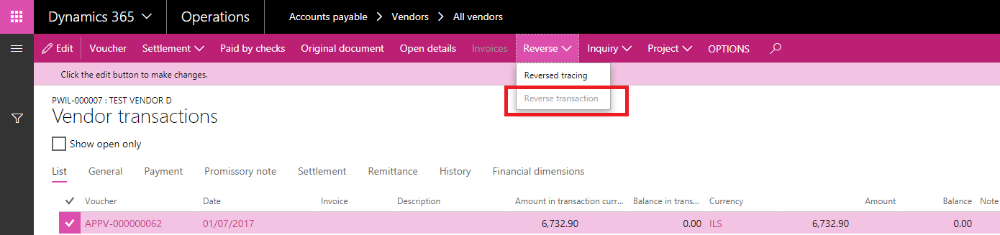 Dynamics 365 Operations Accounts payable Vendors All vendors
Edit Voucher Settlement Paid by checks Original document Open details Invoices Reverse Inquiry Project OPTIONS
Click the edit button to make changes.
Reversed tracing
Reverse transaction
PWIL-000007 : TEST VENDOR D
Vendor transactions
Show open only
List General Payment Promissory note Settlement Remittance History Financial dimensions
Voucher Date Invoice Description Amount in transaction curr... Balance in trans... Currency Amount Balance Note
APPV-000000062 01/07/2017 6,732.90 0.00 ILS 6,732.90 0.00